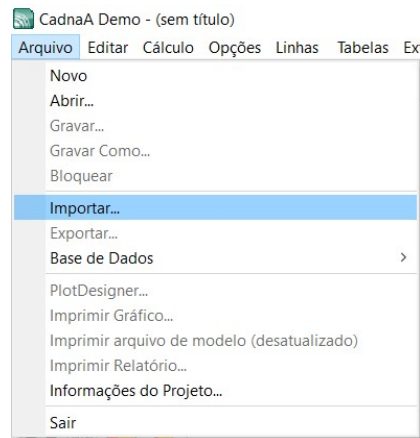 CadnaA Demo - (sem título)
Arquivo Editar Cálculo Opções Linhas Tabelas
Novo
Abrir...
Gravar...
Gravar Como...
Bloquear
Importar...
Exportar...
Base de Dados
PlotDesigner...
Imprimir Gráfico...
Imprimir arquivo de modelo (desatualizado)
Imprimir Relatório...
Informações do Projeto...
Sair